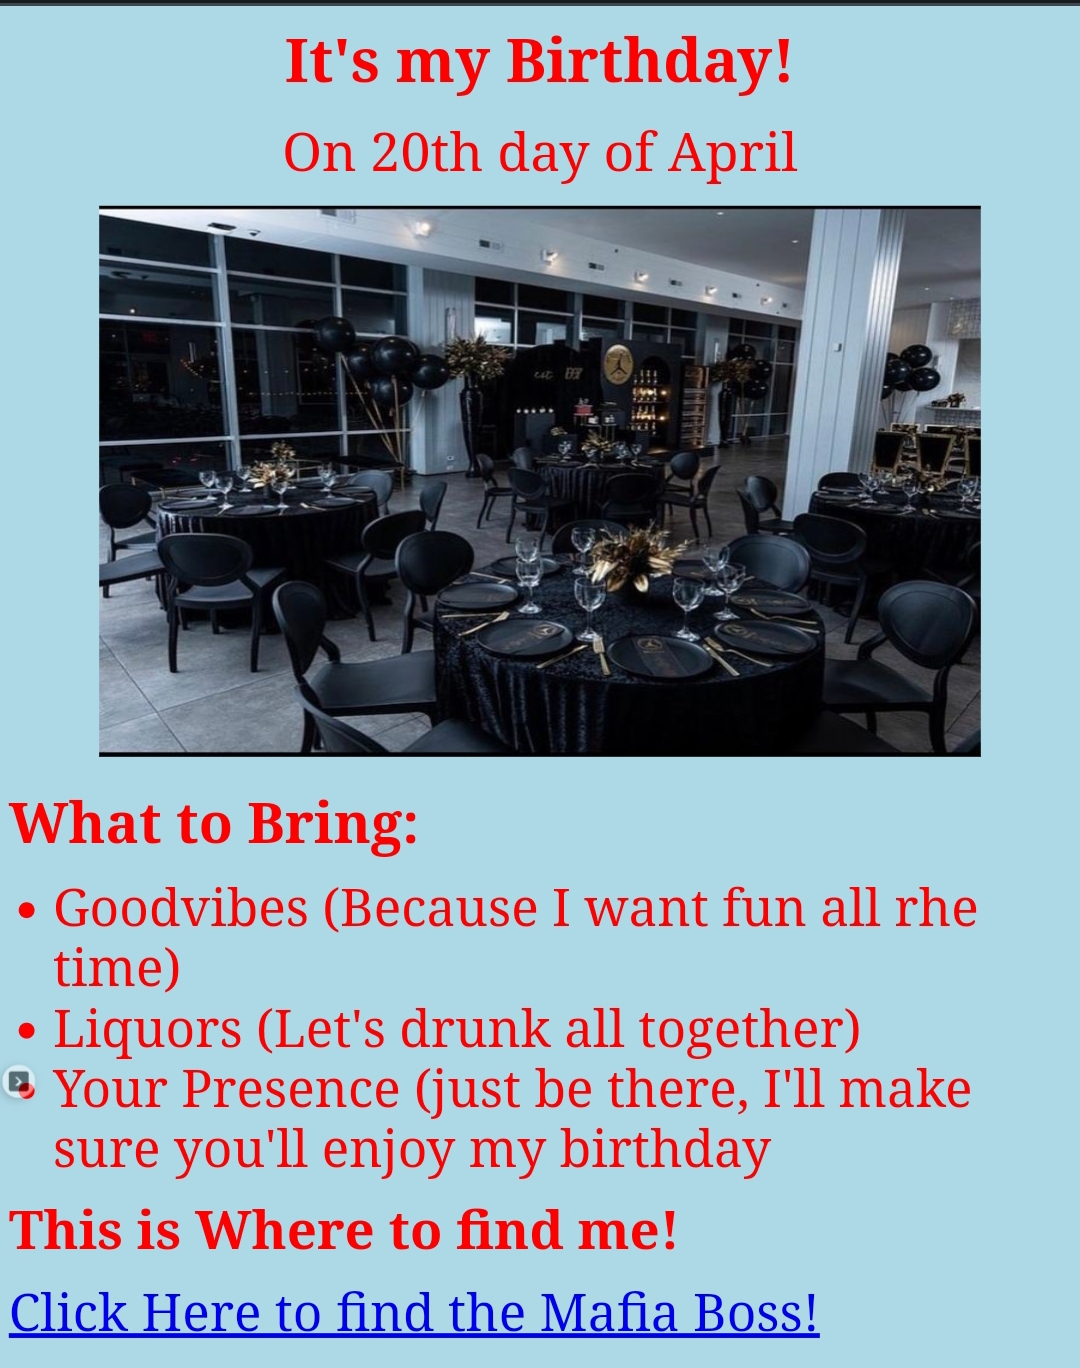 It's my Birthday!
On 20th day of April
What to Bring:
Goodvibes (Because I want fun all rhe
time)
Liquors (Let's drunk all together)
Your Presence (just be there, I'll make
sure you'll enjoy my birthday
This is Where to find me!
Click Here to find the Mafia Boss!